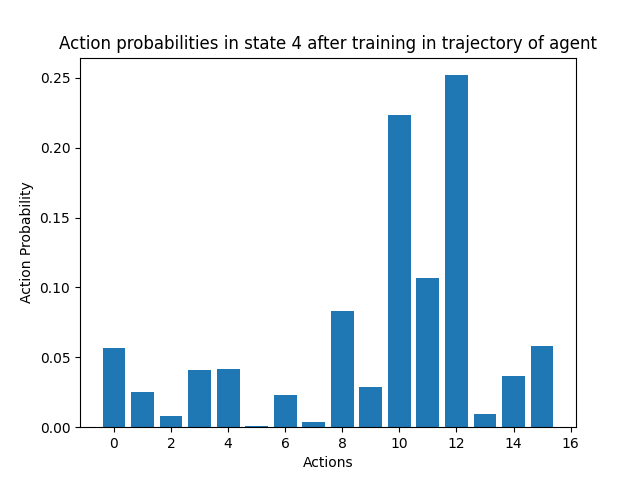 Action probabilities in state 4 after training in trajectory of agent
0.25
0.20
0.15
0.10
0.05
0.00
Action Probability
0 2 4 6 8 10 12 14 16
Actions